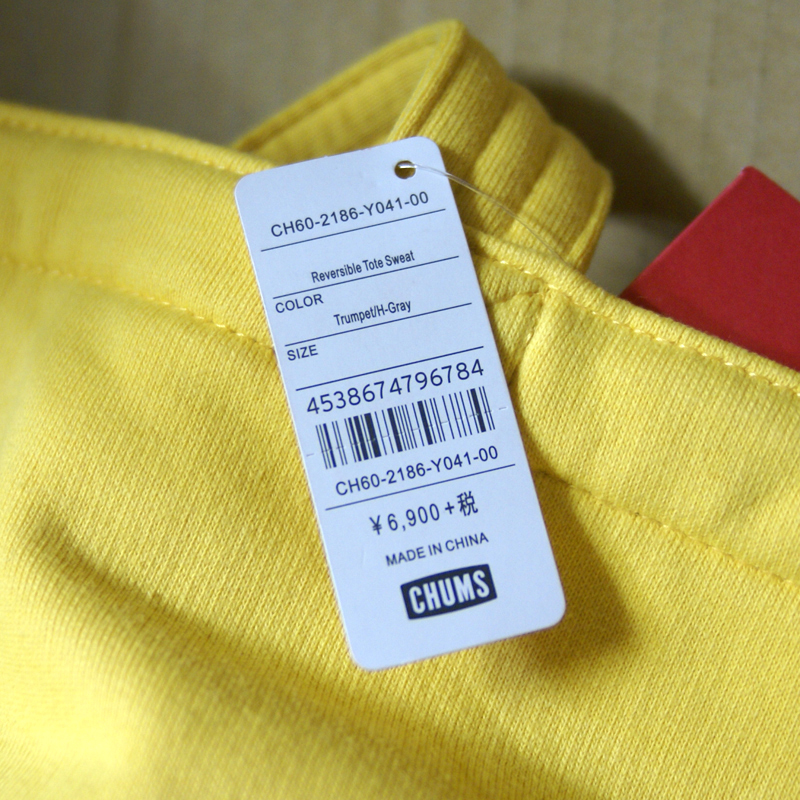 CH60-2186-Y041-00
Reversible Tote Sweat
COLOR
Trumpet/H-Gray
SIZE
4538674796784
CH60-2186-Y041-00
¥6,900+税
MADE IN CHINA
CHUMS